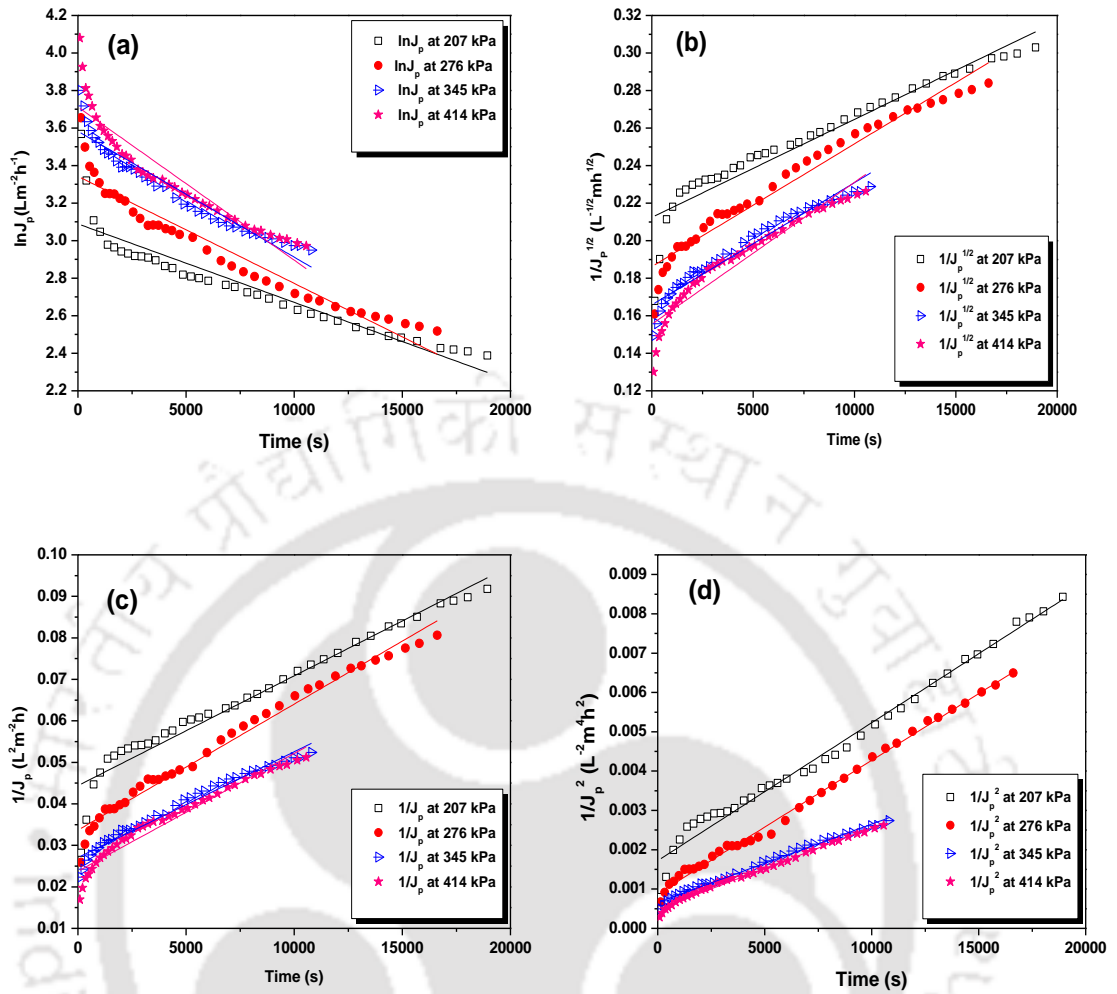 (a)
lnJp at 207 kPa
lnJp at 276 kPa
lnJp at 345 kPa
lnJp at 414 kPa
4.2
4.0
3.8
3.6
3.4
3.2
3.0
2.8
2.6
2.4
2.2
lnJp (Lm-2h-1)
0
5000
10000
15000
20000
Time (s)
(b)
0.32
0.30
0.28
0.26
0.24
0.22
0.20
0.18
0.16
0.14
0.12
1/Jp1/2 (L-1/2mh1/2)
1/Jp1/2 at 207 kPa
1/Jp1/2 at 276 kPa
1/Jp1/2 at 345 kPa
1/Jp1/2 at 414 kPa
0
5000
10000
15000
20000
Time (s)
(c)
0.10
0.09
0.08
0.07
0.06
0.05
0.04
0.03
0.02
0.01
1/Jp (L2m-2h)
1/Jp at 207 kPa
1/Jp at 276 kPa
1/Jp at 345 kPa
1/Jp at 414 kPa
0
5000
10000
15000
20000
Time (s)
(d)
0.009
0.008
0.007
0.006
0.005
0.004
0.003
0.002
0.001
0.000
1/Jp2 (L-2m4h2)
1/Jp2 at 207 kPa
1/Jp2 at 276 kPa
1/Jp2 at 345 kPa
1/Jp2 at 414 kPa
0
5000
10000
15000
20000
Time (s)
प्रौद्योगिकी संस्थान